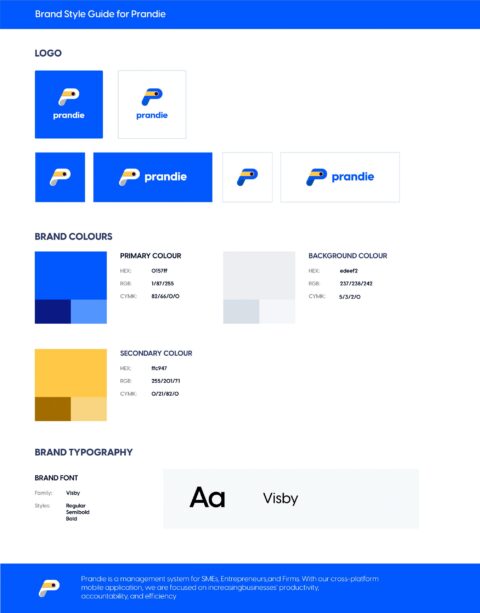 Brand Style Guide for Prandie
LOGO
prandie
prandie
prandie
prandie
BRAND COLOURS
PRIMARY COLOUR
HEX: 0157ff
RGB: 1/87/255
CYMK: 82/66/0/0
BACKGROUND COLOUR
HEX: edeef2
RGB: 237/238/242
CYMK: 5/3/2/0
SECONDARY COLOUR
HEX: ffc947
RGB: 255/201/71
CYMK: 0/21/82/0
BRAND TYPOGRAPHY
BRAND FONT
Family: Visby
Styles: Regular
Semibold
Bold
Aa Visby
Prandie is a management system for SMEs, Entrepreneurs,and Firms. With our cross-platform
mobile application, we are focused on increasingbusinesses' productivity,
accountability, and efficiency